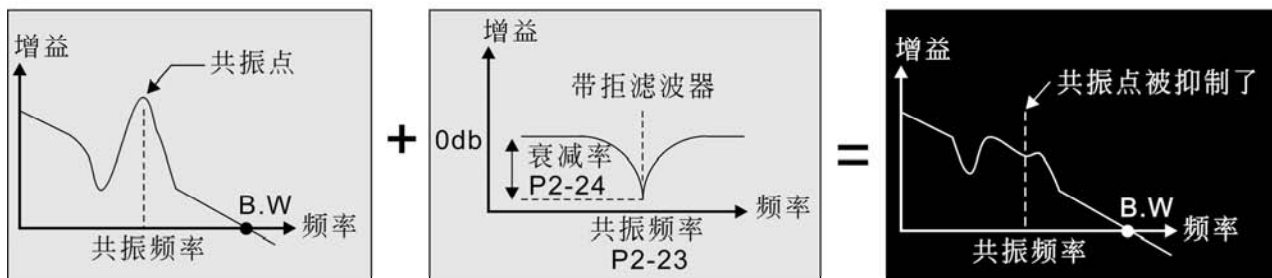 增益
共振点
B.W
频率
共振频率
+
增益
带拒滤波器
0db
衰减率
P2-24
频率
共振频率
P2-23
=
增益
共振点被抑制了
B.W
频率
共振频率